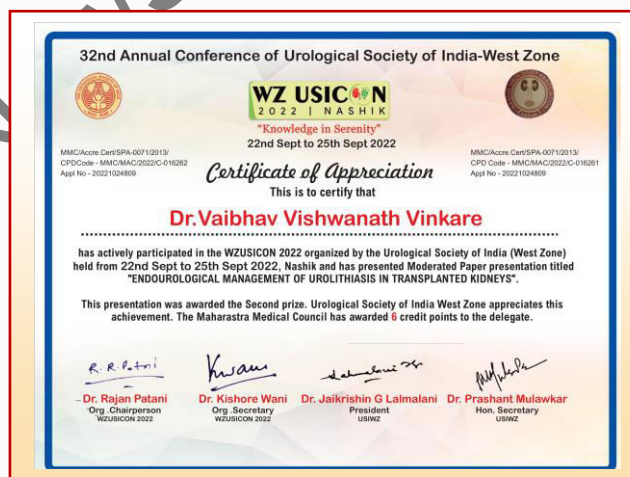 32nd Annual Conference of Urological Society of India-West Zone
WZ USICON
2022 | NASHIK
"Knowledge in Serenity"
22nd Sept to 25th Sept 2022
MMC/Accre.Cert/SPA-0071/2013/
CPDCode - MMC/MAC/2022/C-016262
Appl No - 20221024809
MMC/Accre.Cert/SPA-0071/2013/
CPD Code - MMC/MAC/2022/C-016261
Appl No - 20221024809
Certificate of Appreciation
This is to certify that
Dr.Vaibhav Vishwanath Vinkare
has actively participated in the WZUSICON 2022 organized by the Urological Society of India (West Zone)
held from 22nd Sept to 25th Sept 2022, Nashik and has presented Moderated Paper presentation titled
"ENDOUROLOGICAL MANAGEMENT OF UROLITHIASIS IN TRANSPLANTED KIDNEYS".
This presentation was awarded the Second prize. Urological Society of India West Zone appreciates this
achievement. The Maharastra Medical Council has awarded 6 credit points to the delegate.
R.R.Patni
Dr. Rajan Patani
Org .Chairperson
WZUSICON 2022
Dr. Kishore Wani
Org .Secretary
WZUSICON 2022
Dr. Jaikrishin G Lalmalani
President
USIWZ
Dr. Prashant Mulawkar
Hon. Secretary
USIWZ